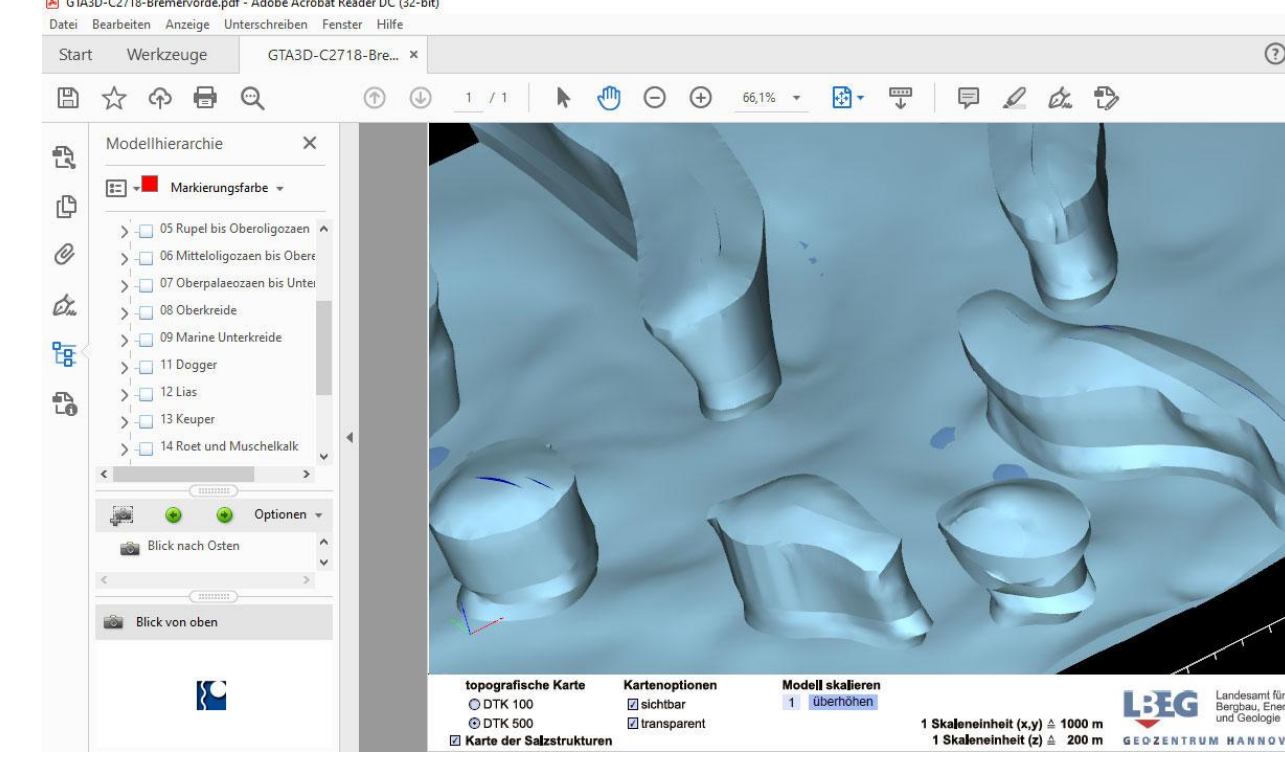 GTA3D-C2718-Bremervörde.pdf - Adobe Acrobat Reader DC (32-bit)
Datei Bearbeiten Anzeige Unterschreiben Fenster Hilfe
Start Werkzeuge GTA3D-C2718-Bre... ×
1 / 1 66,1%
Modellhierarchie
Markierungsfarbe
05 Rupel bis Oberoligozaen
06 Mitteloligozaen bis Obere
07 Oberpalaeozaen bis Unter
08 Oberkreide
09 Marine Unterkreide
11 Dogger
12 Lias
13 Keuper
14 Roet und Muschelkalk
Optionen
Blick nach Osten
Blick von oben
topografische Karte
DTK 100
DTK 500
Karte der Salzstrukturen
Kartenoptionen
sichtbar
transparent
Modell skalieren
1 überhöhen
1 Skaleneinheit (x,y) ≙ 1000 m
1 Skaleneinheit (z) ≙ 200 m
LBEG
Landesamt für
Bergbau, Ener
und Geologie
GEOZENTRUM HANNOV